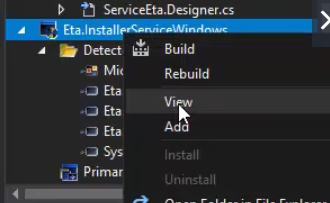 ServiceEta.Designer.cs
Eta.InstallerServiceWindows
Detect
Build
Mic
Rebuild
Eta
View
Eta
Add
Eta
Install
Sys
Uninstall
Primar
Open Folder in File Explorer